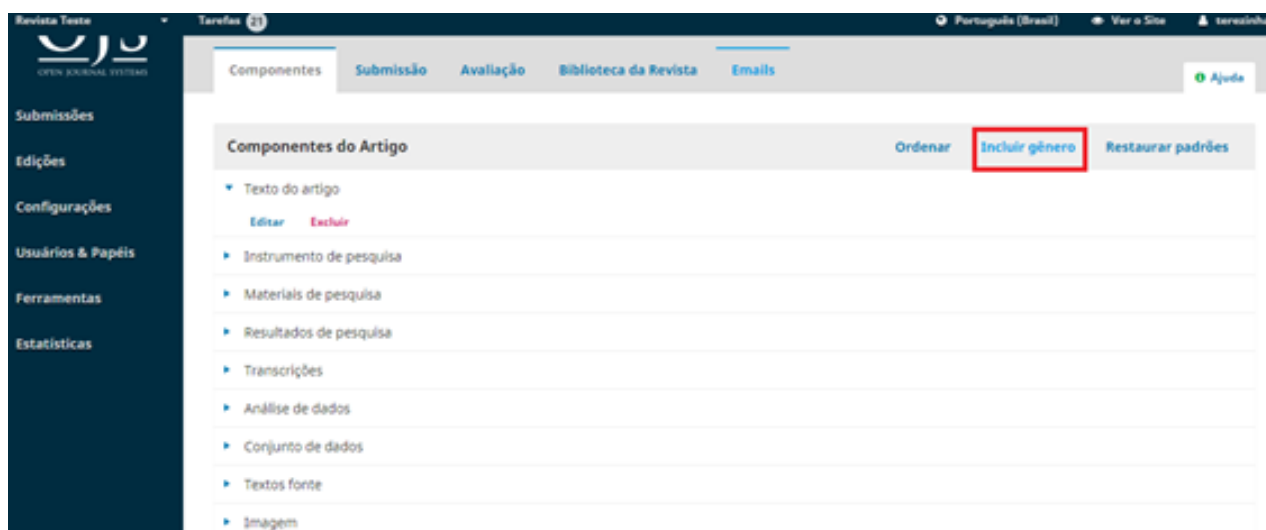 Revista Teste Tarefas 21 Português (Brasil) Ver o Site terezinha
OPEN JOURNAL SYSTEMS
Componentes Submissão Avaliação Biblioteca da Revista Emails
Ajuda
Submissões
Edições
Configurações
Usuários & Papéis
Ferramentas
Estatísticas
Componentes do Artigo Ordenar Incluir gênero Restaurar padrões
Texto do artigo
Editar Excluir
Instrumento de pesquisa
Materiais de pesquisa
Resultados de pesquisa
Transcrições
Análise de dados
Conjunto de dados
Textos fonte
Imagem